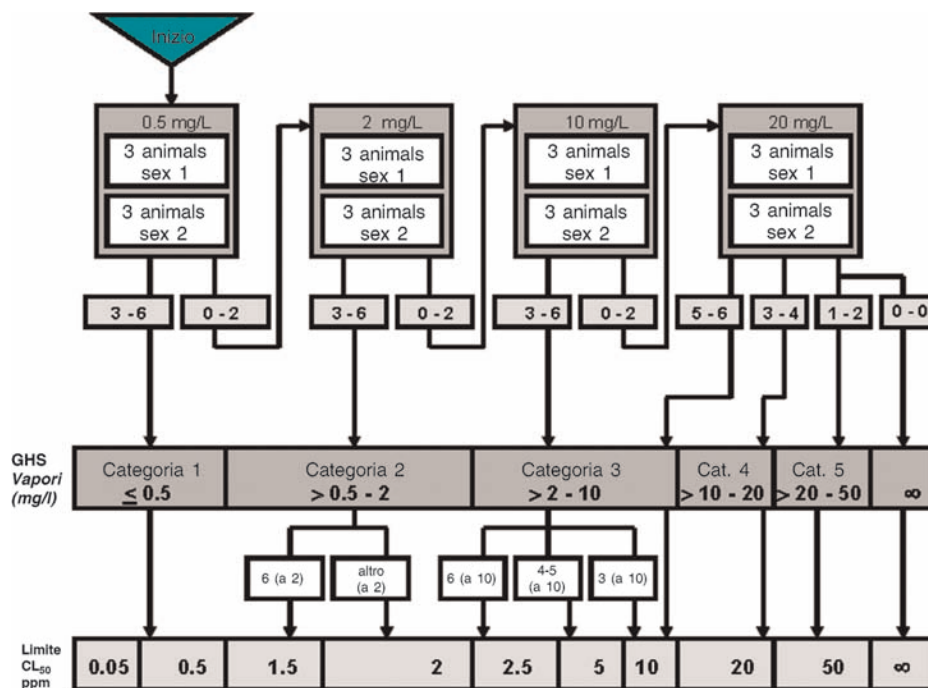 Inizio
0.5 mg/L
2 mg/L
10 mg/L
20 mg/L
3 animals
sex 1
3 animals
sex 1
3 animals
sex 1
3 animals
sex 1
3 animals
sex 2
3 animals
sex 2
3 animals
sex 2
3 animals
sex 2
3 - 6
0 - 2
3 - 6
0 - 2
3 - 6
0 - 2
5 - 6
3 - 4
1 - 2
0 - 0
GHS
Vapori
(mg/l)
Categoria 1
≤ 0.5
Categoria 2
> 0.5 - 2
Categoria 3
> 2 - 10
Cat. 4
> 10 - 20
Cat. 5
> 20 - 50
∞
6 (a 2)
altro
(a 2)
6 (a 10)
4-5
(a 10)
3 (a 10)
Limite
CL50
ppm
0.05
0.5
1.5
2
2.5
5
10
20
50
∞